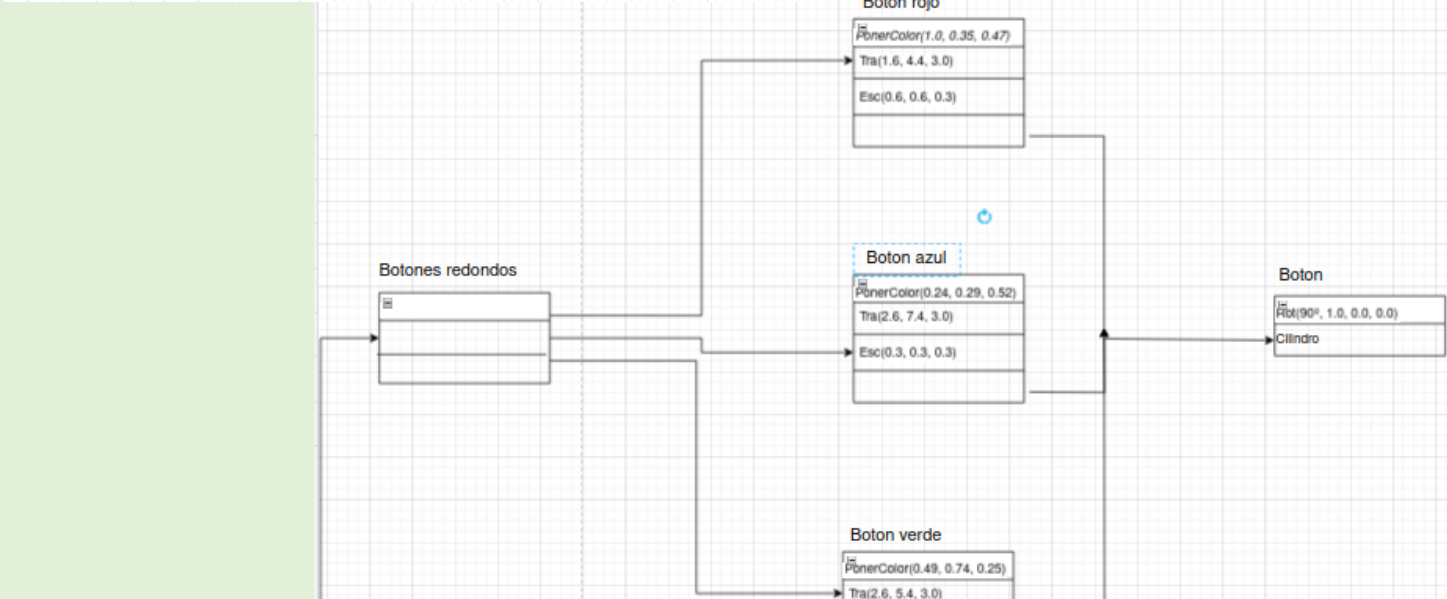 Boton rojo
PonerColor(1.0, 0.35, 0.47)
Tra(1.6, 4.4, 3.0)
Esc(0.6, 0.6, 0.3)
Botones redondos
Boton azul
PonerColor(0.24, 0.29, 0.52)
Tra(2.6, 7.4, 3.0)
Esc(0.3, 0.3, 0.3)
Boton
Rot(90º, 1.0, 0.0, 0.0)
Cilindro
Boton verde
PonerColor(0.49, 0.74, 0.25)
Tra(2.6, 5.4, 3.0)